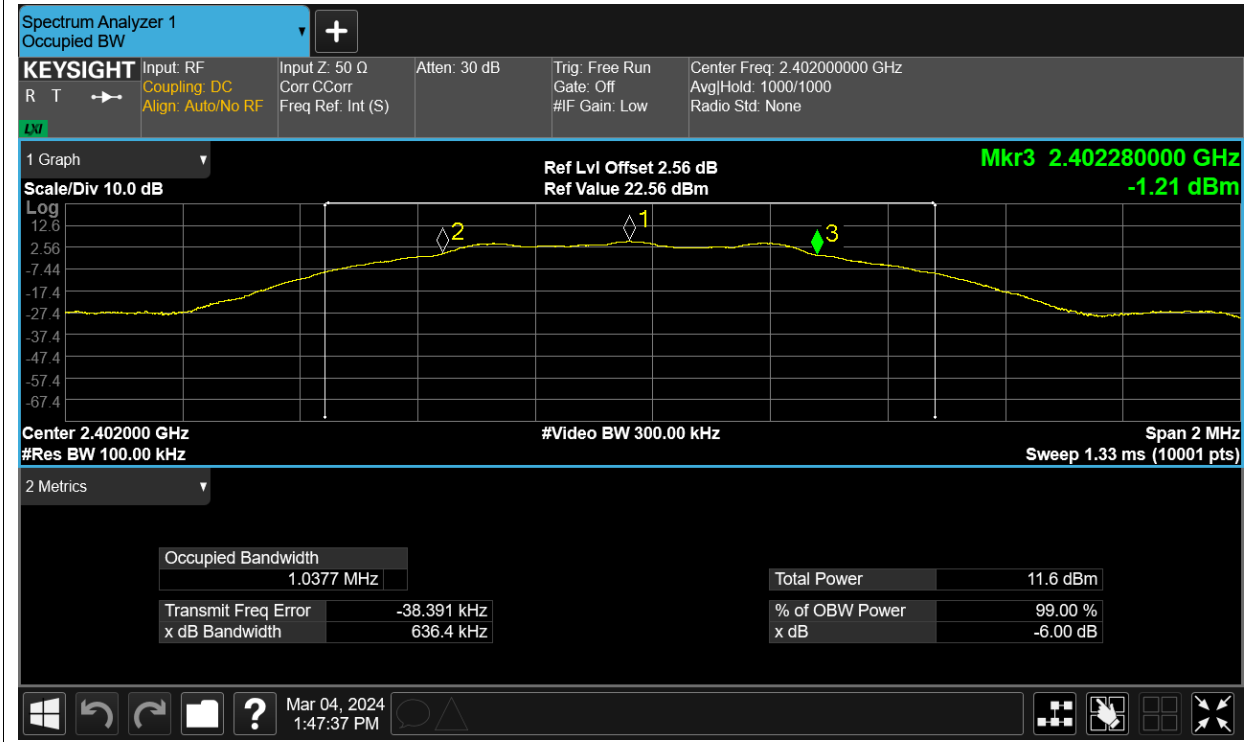 Spectrum Analyzer 1
Occupied BW
KEYSIGHT
R T
LXI
Input: RF
Coupling: DC
Align: Auto/No RF
Input Z: 50 Ω
Corr CCorr
Freq Ref: Int (S)
Atten: 30 dB
Trig: Free Run
Gate: Off
#IF Gain: Low
Center Freq: 2.402000000 GHz
Avg|Hold: 1000/1000
Radio Std: None
1 Graph
Scale/Div 10.0 dB
Ref Lvl Offset 2.56 dB
Ref Value 22.56 dBm
Mkr3 2.402280000 GHz
-1.21 dBm
Log
12.6
2.56
-7.44
-17.4
-27.4
-37.4
-47.4
-57.4
-67.4
2
1
3
Center 2.402000 GHz
#Res BW 100.00 kHz
#Video BW 300.00 kHz
Span 2 MHz
Sweep 1.33 ms (10001 pts)
2 Metrics
Occupied Bandwidth
1.0377 MHz
Transmit Freq Error -38.391 kHz
x dB Bandwidth 636.4 kHz
Total Power 11.6 dBm
% of OBW Power 99.00 %
x dB -6.00 dB
?
Mar 04, 2024
1:47:37 PM